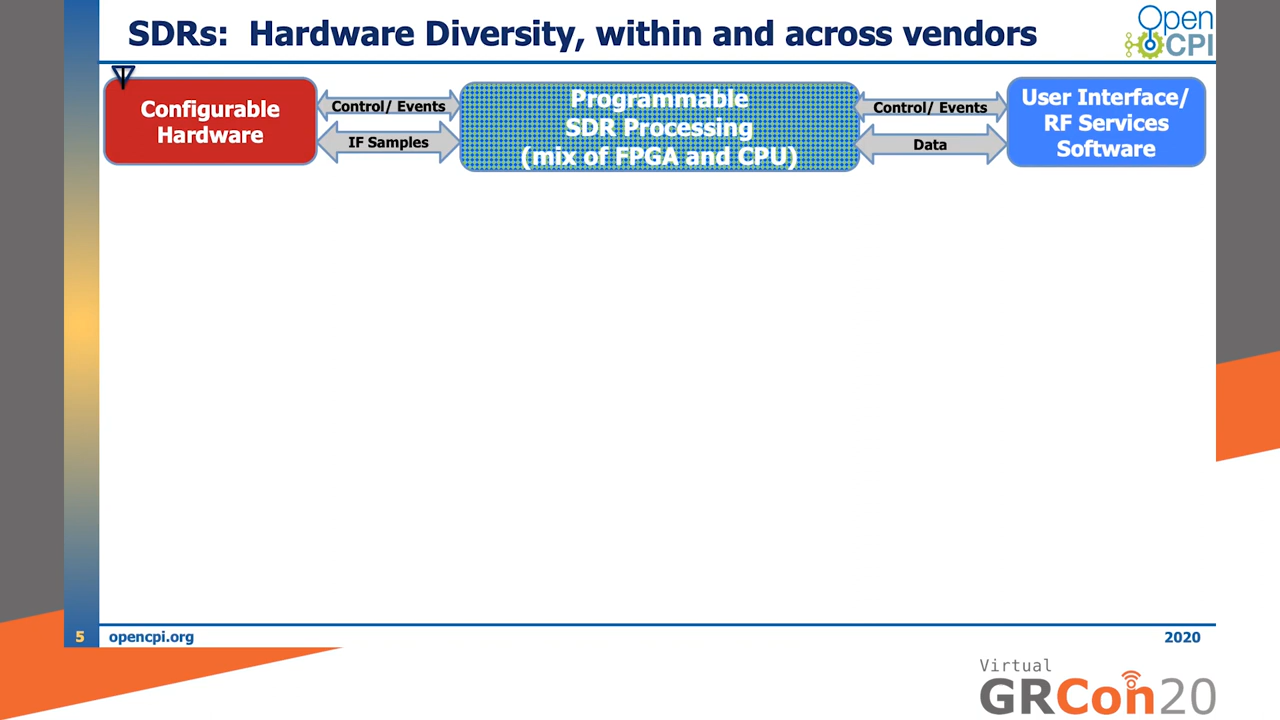 SDRs: Hardware Diversity, within and across vendors
Open
CPI
Configurable
Hardware
Control/ Events
IF Samples
Programmable
SDR Processing
(mix of FPGA and CPU)
Control/ Events
Data
User Interface/
RF Services
Software
5
opencpi.org
2020
Virtual
GRCon20